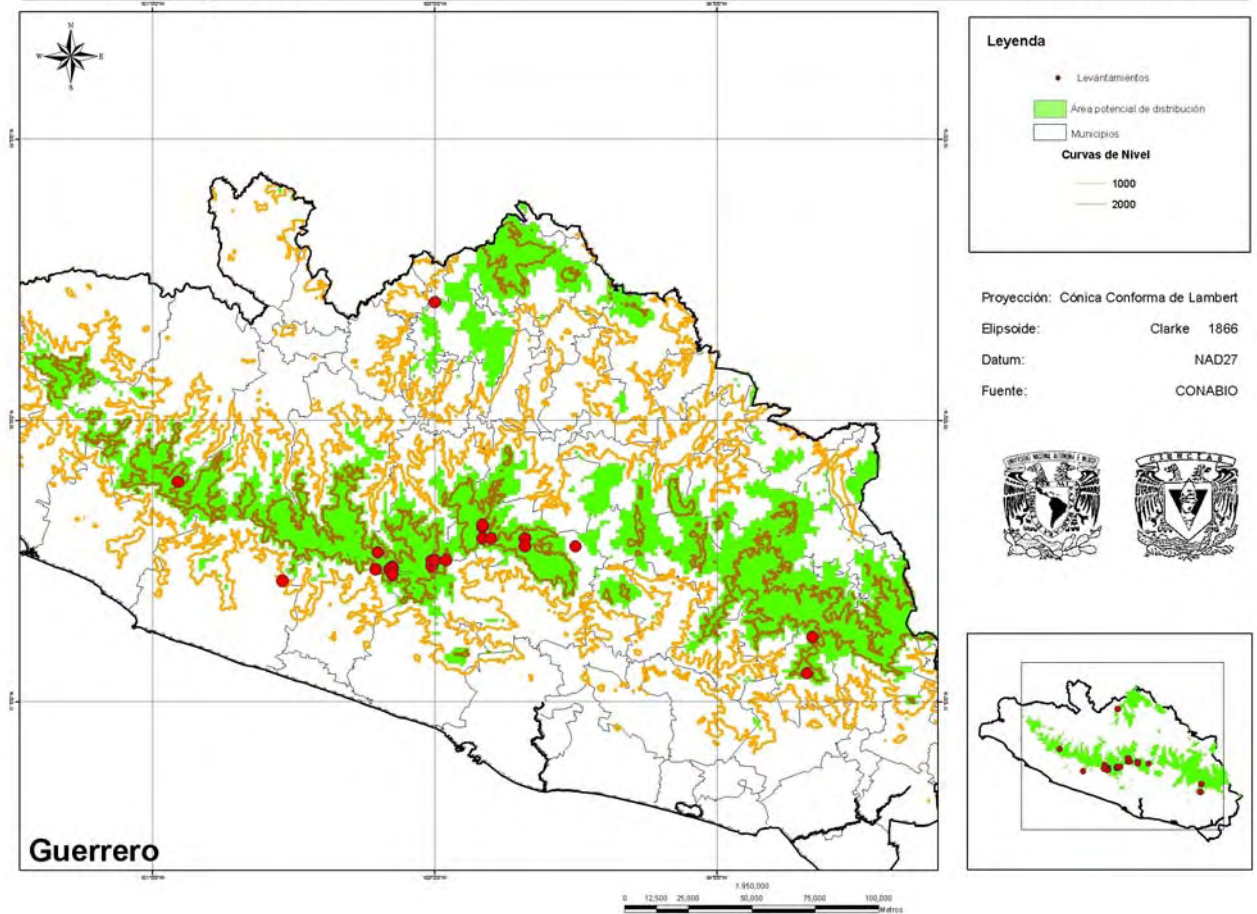 N
W E
S
Guerrero
Leyenda
Levantamientos
Área potencial de distribución
Municipios
Curvas de Nivel
1000
2000
Proyección: Cónica Conforma de Lambert
Elipsoide: Clarke 1866
Datum: NAD27
Fuente: CONABIO
1:950,000
0 12,500 25,000 50,000 75,000 100,000
Metros